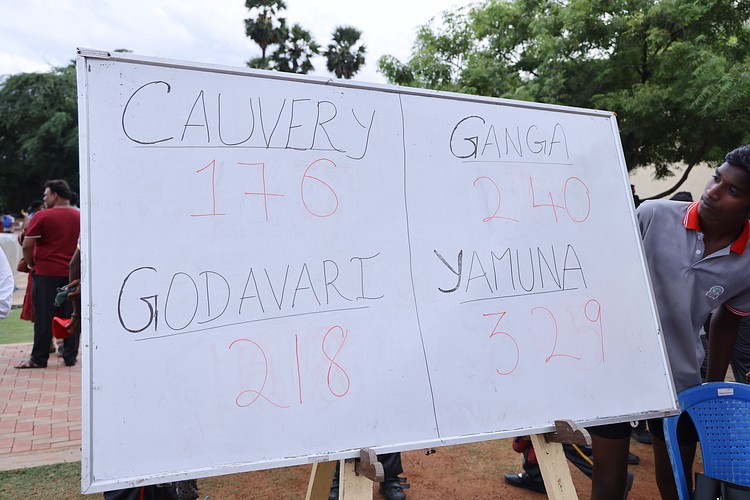 CAUVERY
176
GANGA
240
GODAVARI
218
YAMUNA
329